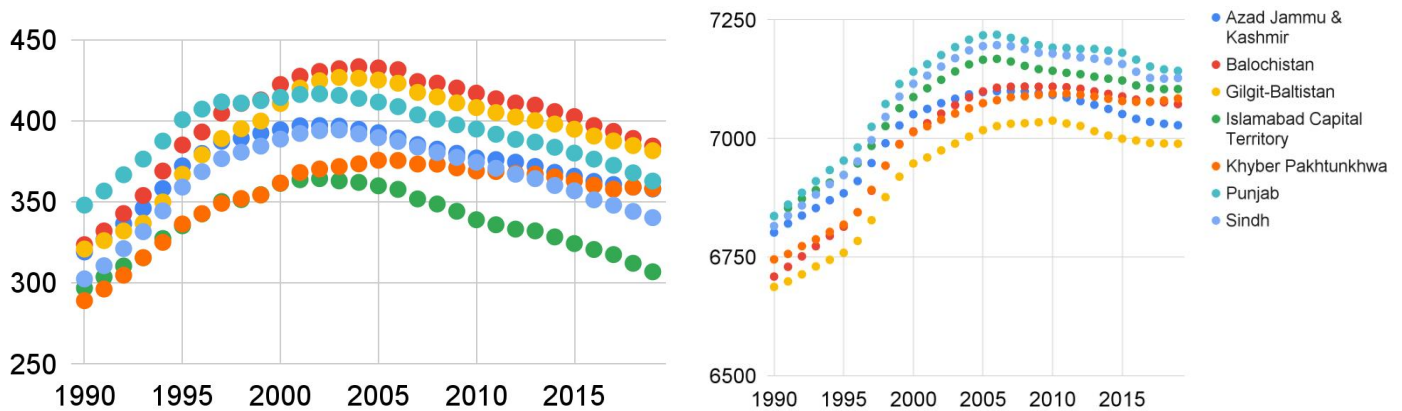 450
400
350
300
250
1990 1995 2000 2005 2010 2015
7250
7000
6750
6500
1990 1995 2000 2005 2010 2015
Azad Jammu &
Kashmir
Balochistan
Gilgit-Baltistan
Islamabad Capital
Territory
Khyber Pakhtunkhwa
Punjab
Sindh